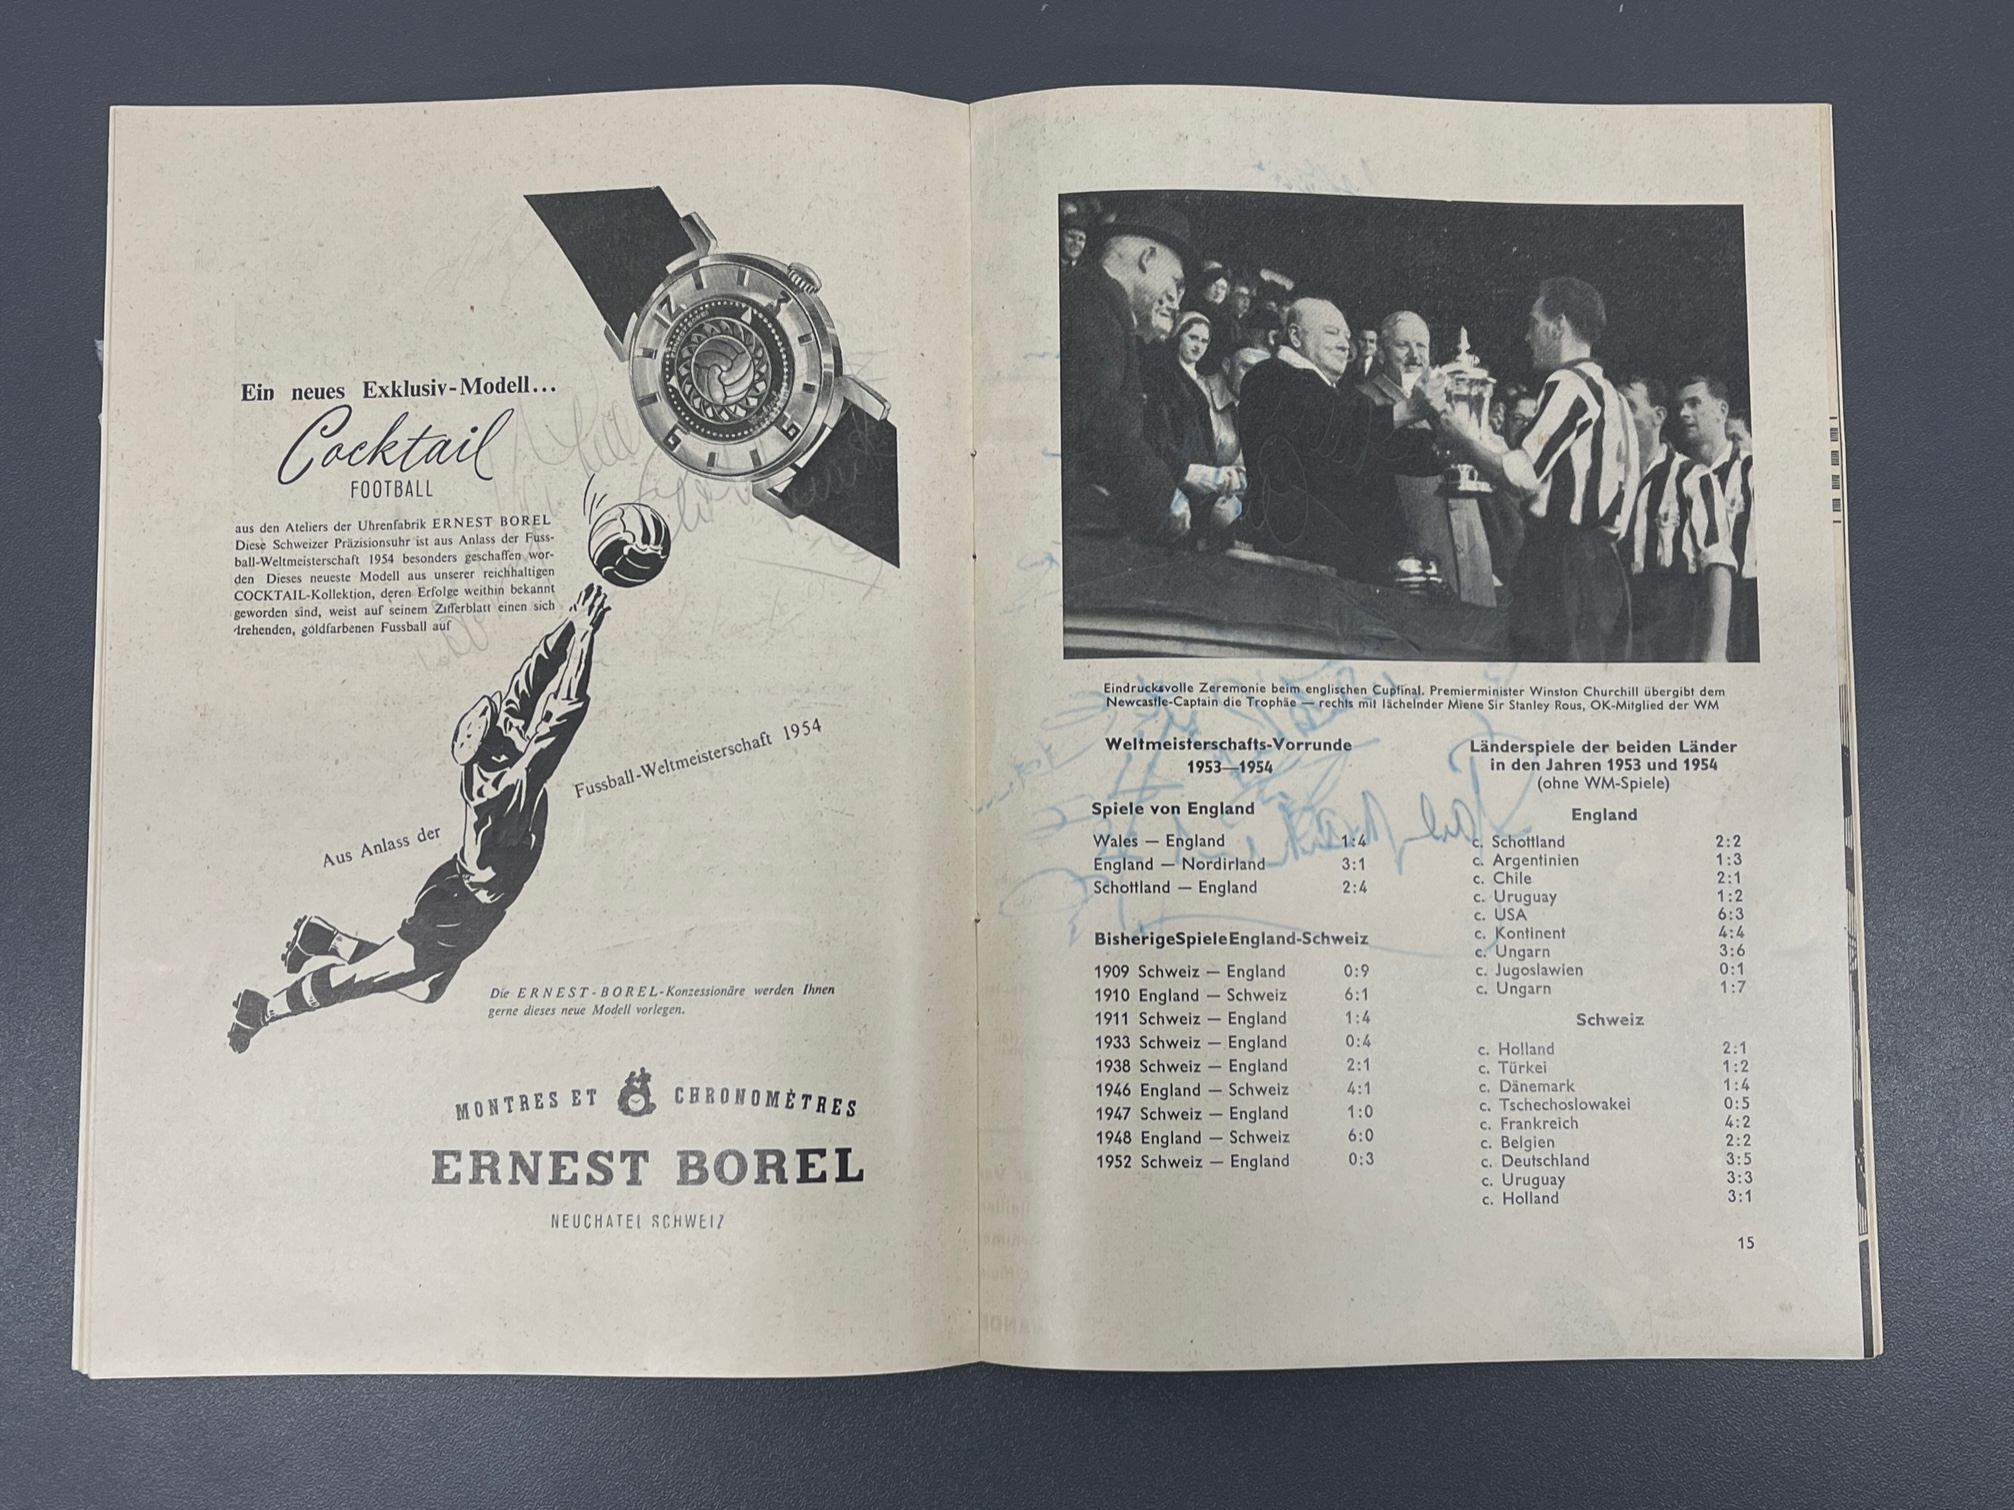 Ein neues Exklusiv-Modell...
Cocktail
FOOTBALL
aus den Ateliers der Uhrenfabrik ERNEST BOREL
Diese Schweizer Präzisionsuhr ist aus Anlass der Fuss-
ball-Weltmeisterschaft 1954 besonders geschaffen wor-
den Dieses neueste Modell aus unserer reichhaltigen
COCKTAIL-Kollektion, deren Erfolge weithin bekannt
geworden sind, weist auf seinem Zifferblatt einen sich
drehenden, goldfarbenen Fussball auf
Aus Anlass der
Fussball-Weltmeisterschaft 1954
Die ERNEST-BOREL-Konzessionäre werden Ihnen
gerne dieses neue Modell vorlegen.
MONTRES ET CHRONOMÈTRES
ERNEST BOREL
NEUCHATEL SCHWEIZ
Eindrucksvolle Zeremonie beim englischen Cupfinal. Premierminister Winston Churchill übergibt dem
Newcastle-Captain die Trophäe — rechts mit lächelnder Miene Sir Stanley Rous, OK-Mitglied der WM
Weltmeisterschafts-Vorrunde
1953—1954
Spiele von England
Wales — England 1:4
England — Nordirland 3:1
Schottland — England 2:4
Bisherige Spiele England-Schweiz
1909 Schweiz — England 0:9
1910 England — Schweiz 6:1
1911 Schweiz — England 1:4
1933 Schweiz — England 0:4
1938 Schweiz — England 2:1
1946 England — Schweiz 4:1
1947 Schweiz — England 1:0
1948 England — Schweiz 6:0
1952 Schweiz — England 0:3
Länderspiele der beiden Länder
in den Jahren 1953 und 1954
(ohne WM-Spiele)
England
c. Schottland 2:2
c. Argentinien 1:3
c. Chile 2:1
c. Uruguay 1:2
c. USA 6:3
c. Kontinent 4:4
c. Ungarn 3:6
c. Jugoslawien 0:1
c. Ungarn 1:7
Schweiz
c. Holland 2:1
c. Türkei 1:2
c. Dänemark 1:4
c. Tschechoslowakei 0:5
c. Frankreich 4:2
c. Belgien 2:2
c. Deutschland 3:5
c. Uruguay 3:3
c. Holland 3:1
15